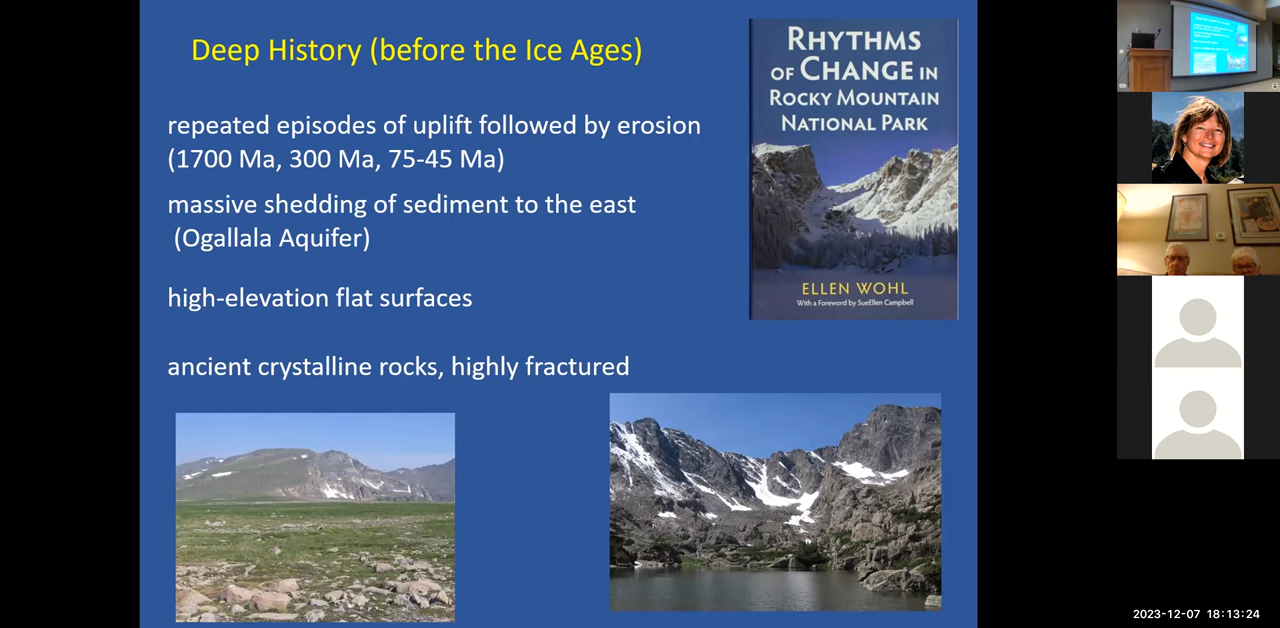 Deep History (before the Ice Ages)
repeated episodes of uplift followed by erosion
(1700 Ma, 300 Ma, 75-45 Ma)
massive shedding of sediment to the east
(Ogallala Aquifer)
high-elevation flat surfaces
ancient crystalline rocks, highly fractured
RHYTHMS
OF CHANGE IN
ROCKY MOUNTAIN
NATIONAL PARK
ELLEN WOHL
With a Foreword by SueEllen Campbell
2023-12-07 18:13:24